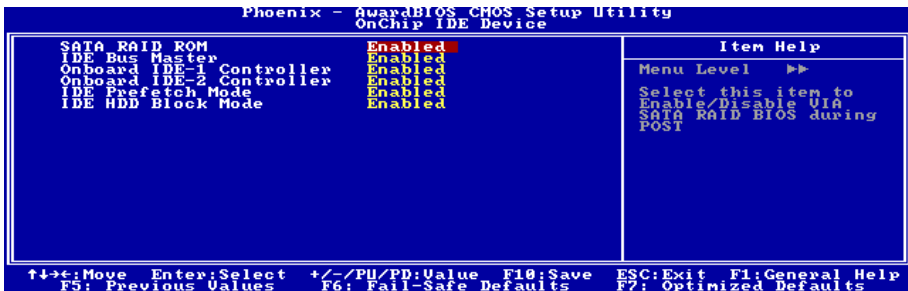 Phoenix - AwardBIOS CMOS Setup Utility
OnChip IDE Device
SATA RAID ROM Enabled
IDE Bus Master Enabled
Onboard IDE-1 Controller Enabled
Onboard IDE-2 Controller Enabled
IDE Prefetch Mode Enabled
IDE HDD Block Mode Enabled
Item Help
Menu Level ▶▶
Select this item to
Enable/Disable VIA
SATA RAID BIOS during
POST
↑↓→←:Move Enter:Select +/-/PU/PD:Value F10:Save ESC:Exit F1:General Help
F5: Previous Values F6: Fail-Safe Defaults F7: Optimized Defaults